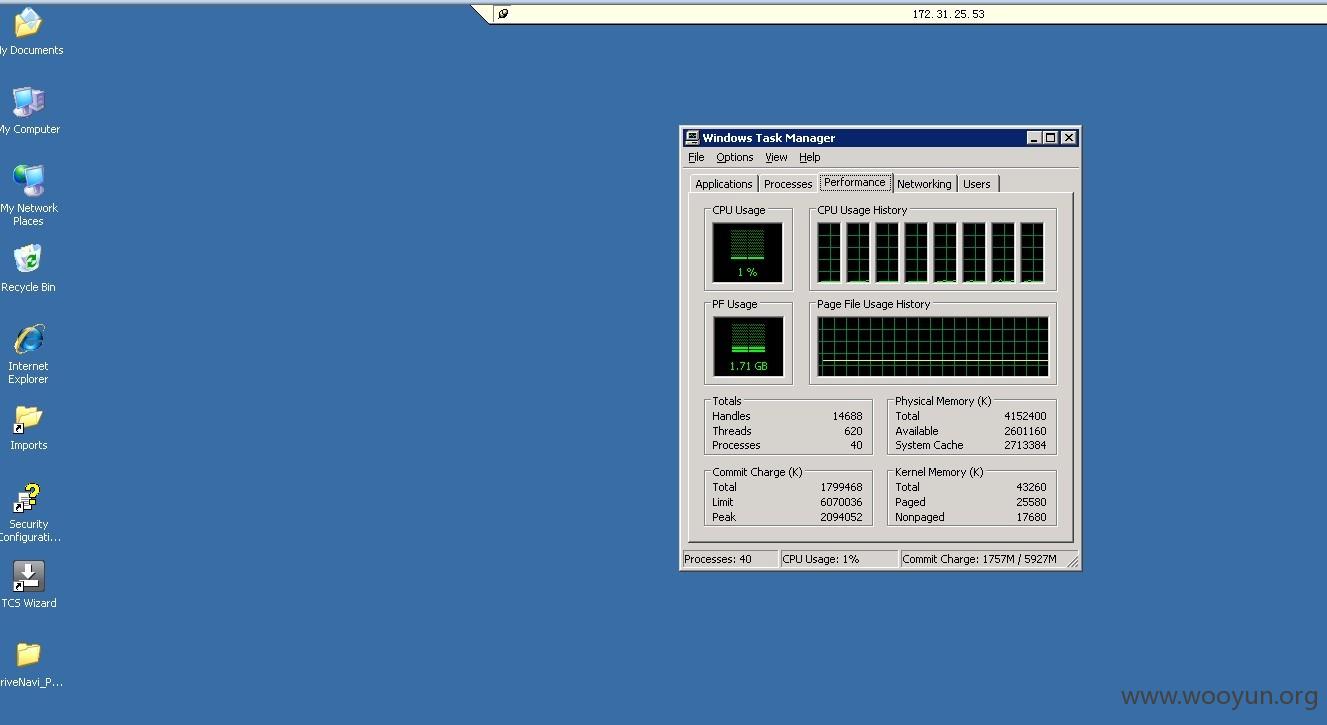 172.31.25.53
My Documents
My Computer
My Network
Places
Recycle Bin
Internet
Explorer
Imports
Security
Configurati...
TCS Wizard
riveNavi_P...
Windows Task Manager
File Options View Help
Applications Processes Performance Networking Users
CPU Usage
1 %
CPU Usage History
PF Usage
1.71 GB
Page File Usage History
Totals
Handles 14688
Threads 620
Processes 40
Physical Memory (K)
Total 4152400
Available 2601160
System Cache 2713384
Commit Charge (K)
Total 1799468
Limit 6070036
Peak 2094052
Kernel Memory (K)
Total 43260
Paged 25580
Nonpaged 17680
Processes: 40 CPU Usage: 1% Commit Charge: 1757M / 5927M
www.wooyun.org